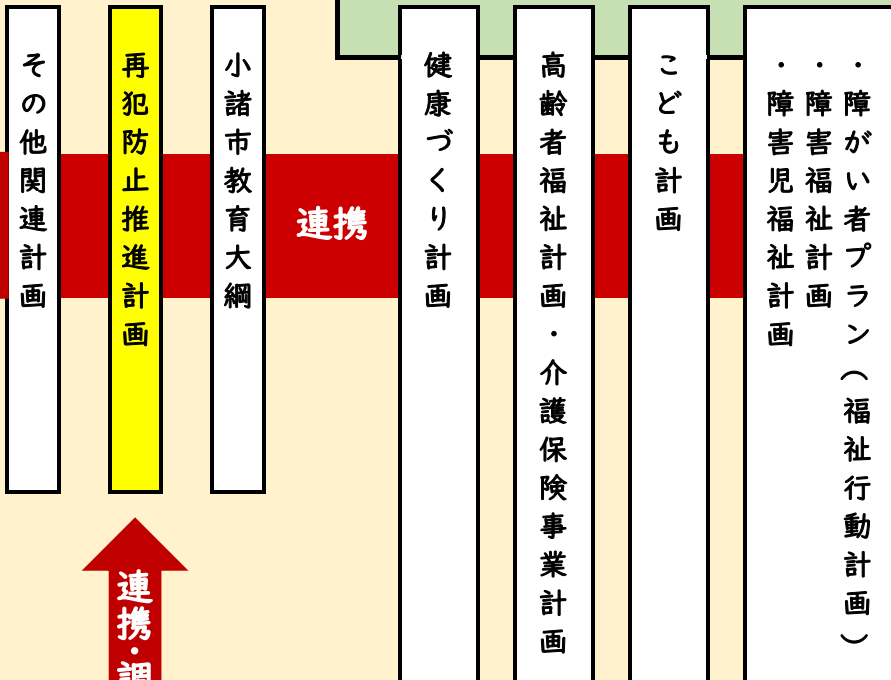 ・障がい者プラン（福祉行動計画）
・障害福祉計画
・障害児福祉計画
こども計画
高齢者福祉計画・介護保険事業計画
健康づくり計画
連携
小諸市教育大綱
再犯防止推進計画
その他関連計画
連携・調